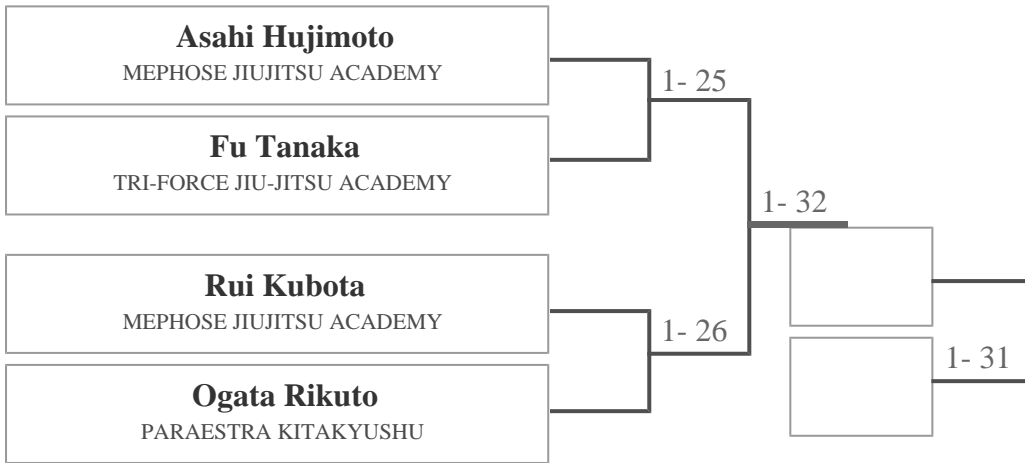 Asahi Hujimoto
MEPHOSE JIUJITSU ACADEMY
1- 25
Fu Tanaka
TRI-FORCE JIU-JITSU ACADEMY
1- 32
Rui Kubota
MEPHOSE JIUJITSU ACADEMY
1- 26
1- 31
Ogata Rikuto
PARAESTRA KITAKYUSHU